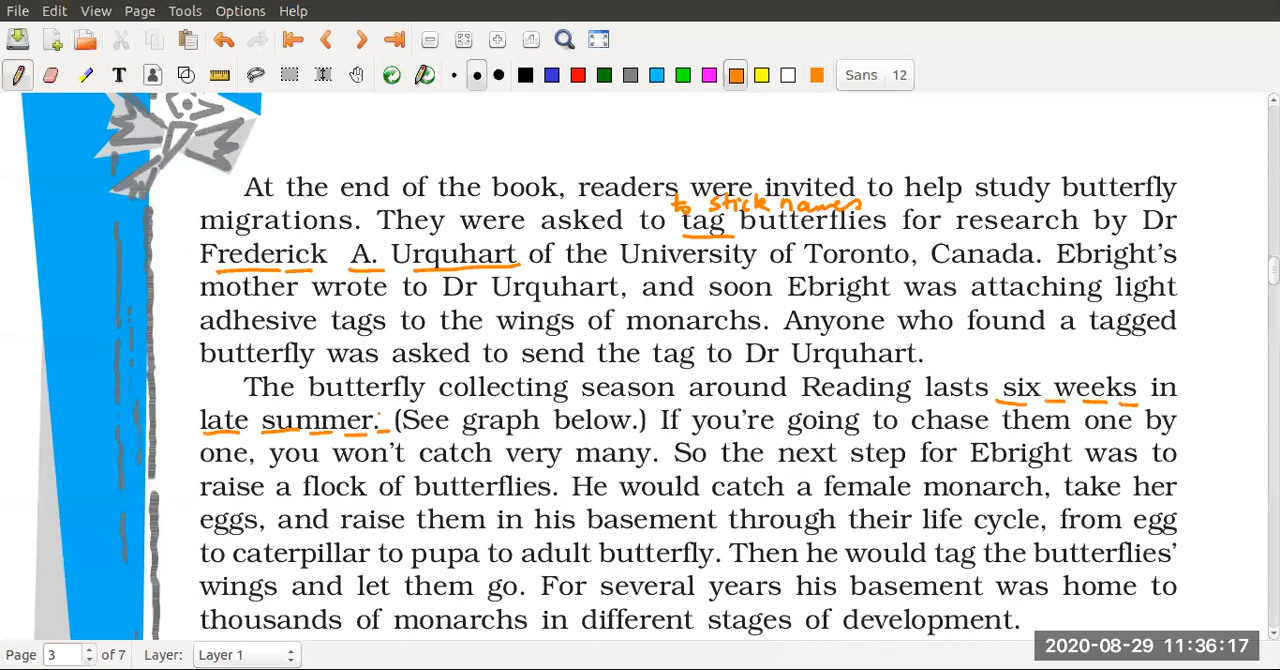 File Edit View Page Tools Options Help
T Sans 12
At the end of the book, readers were invited to help study butterfly
to stick names
migrations. They were asked to tag butterflies for research by Dr
Frederick A. Urquhart of the University of Toronto, Canada. Ebright's
mother wrote to Dr Urquhart, and soon Ebright was attaching light
adhesive tags to the wings of monarchs. Anyone who found a tagged
butterfly was asked to send the tag to Dr Urquhart.
The butterfly collecting season around Reading lasts six weeks in
late summer. (See graph below.) If you're going to chase them one by
one, you won't catch very many. So the next step for Ebright was to
raise a flock of butterflies. He would catch a female monarch, take her
eggs, and raise them in his basement through their life cycle, from egg
to caterpillar to pupa to adult butterfly. Then he would tag the butterflies'
wings and let them go. For several years his basement was home to
thousands of monarchs in different stages of development.
2020-08-29 11:36:17
Page 3 of 7 Layer: Layer 1